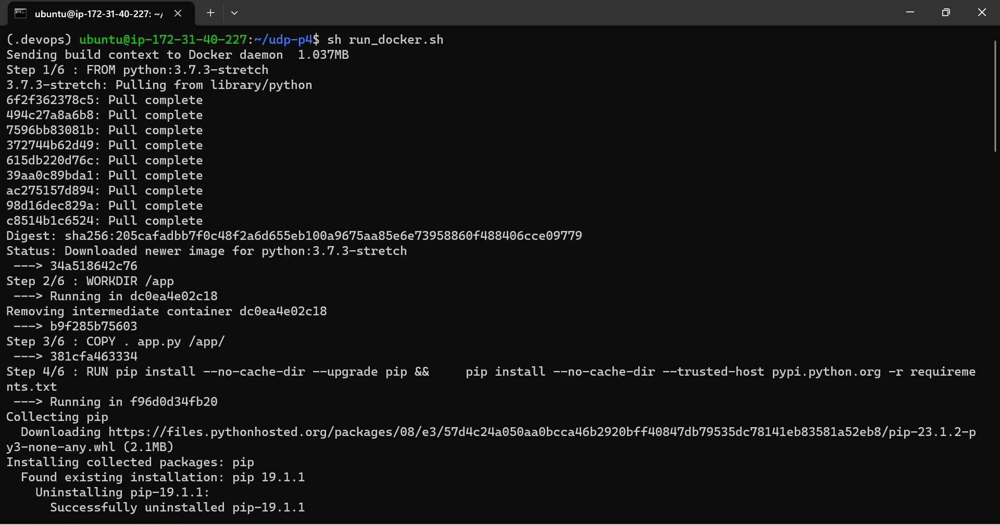 ubuntu@ip-172-31-40-227: ~/
(.devops) ubuntu@ip-172-31-40-227:~/udp-p4$ sh run_docker.sh
Sending build context to Docker daemon  1.037MB
Step 1/6 : FROM python:3.7.3-stretch
3.7.3-stretch: Pulling from library/python
6f2f362378c5: Pull complete
494c27a8a6b8: Pull complete
7596bb83081b: Pull complete
372744b62d49: Pull complete
615db220d76c: Pull complete
39aa0c89bda1: Pull complete
ac275157d894: Pull complete
98d16dec829a: Pull complete
c8514b1c6524: Pull complete
Digest: sha256:205cafadbb7f0c48f2a6d655eb100a9675aa85e6e73958860f488406cce09779
Status: Downloaded newer image for python:3.7.3-stretch
 ---> 34a518642c76
Step 2/6 : WORKDIR /app
 ---> Running in dc0ea4e02c18
Removing intermediate container dc0ea4e02c18
 ---> b9f285b75603
Step 3/6 : COPY . app.py /app/
 ---> 381cfa463334
Step 4/6 : RUN pip install --no-cache-dir --upgrade pip &&     pip install --no-cache-dir --trusted-host pypi.python.org -r requireme
nts.txt
 ---> Running in f96d0d34fb20
Collecting pip
  Downloading https://files.pythonhosted.org/packages/08/e3/57d4c24a050aa0bcca46b2920bff40847db79535dc78141eb83581a52eb8/pip-23.1.2-p
y3-none-any.whl (2.1MB)
Installing collected packages: pip
  Found existing installation: pip 19.1.1
    Uninstalling pip-19.1.1:
      Successfully uninstalled pip-19.1.1